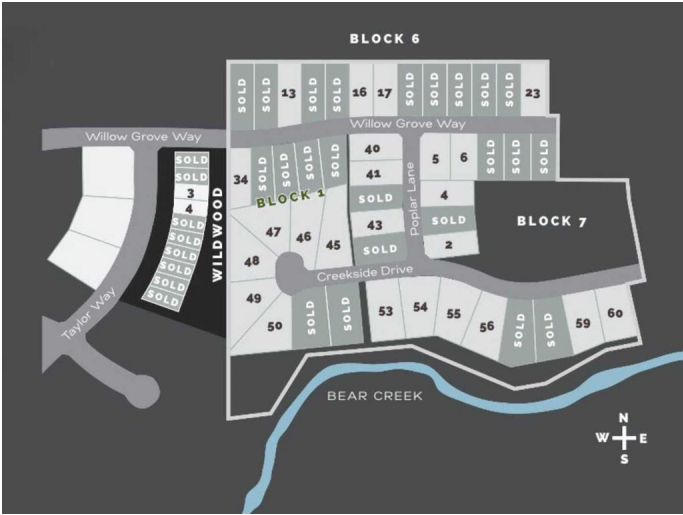 BLOCK 6
SOLD SOLD 13 SOLD SOLD 16 17 SOLD SOLD SOLD SOLD SOLD 23
Willow Grove Way
Willow Grove Way
34 SOLD SOLD SOLD SOLD
BLOCK 1
40
41
SOLD
43
SOLD
Poplar Lane
5 6 SOLD SOLD SOLD
4
SOLD
2
BLOCK 7
SOLD
SOLD
3
4
SOLD
SOLD
SOLD
SOLD
SOLD
SOLD
WILDWOOD
47 46 45
48
49
50 SOLD SOLD
Creekside Drive
53 54 55 56 SOLD SOLD 59 60
Taylor Way
BEAR CREEK
N
W E
S